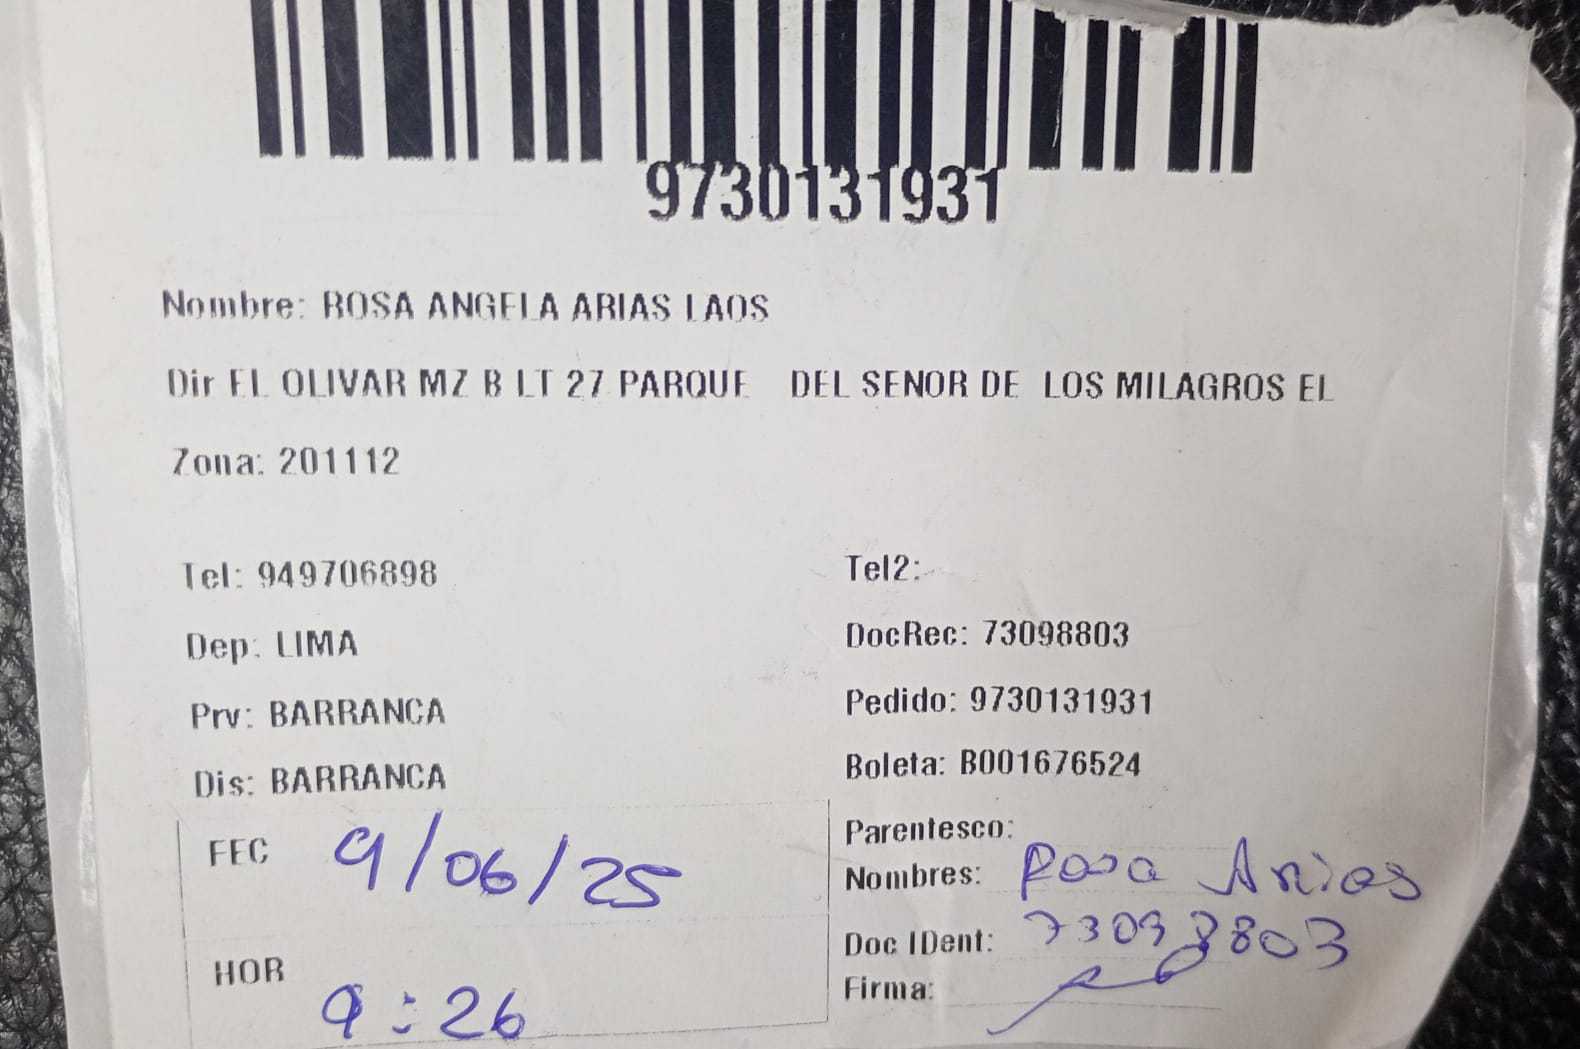 9730131931
Nombre: ROSA ANGELA ARIAS LAOS
Dir EL OLIVAR MZ B LT 27 PARQUE DEL SENOR DE LOS MILAGROS EL
Zona: 201112
Tel: 949706898 Tel2:
Dep: LIMA DocRec: 73098803
Prv: BARRANCA Pedido: 9730131931
Dis: BARRANCA Boleta: B001676524
FEC 9/06/25
HOR 9:26
Parentesco:
Nombres: Rosa Arias
Doc IDent: 73098803
Firma: